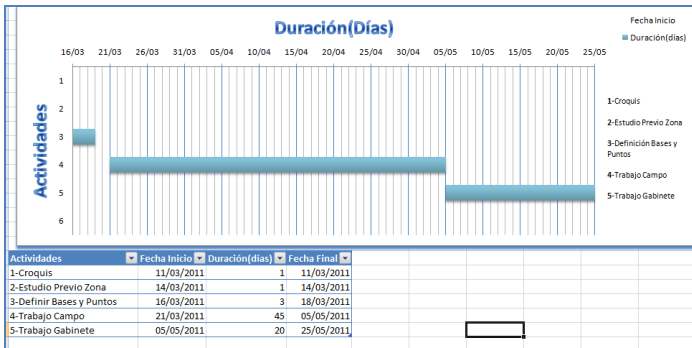 Duración(Días)
Fecha Inicio
Duración(días)
16/03 21/03 26/03 31/03 05/04 10/04 15/04 20/04 25/04 30/04 05/05 10/05 15/05 20/05 25/05
Actividades
1
2
3
4
5
6
1-Croquis
2-Estudio Previo Zona
3-Definición Bases y
Puntos
4-Trabajo Campo
5-Trabajo Gabinete
Actividades Fecha Inicio Duración(días) Fecha Final
1-Croquis 11/03/2011 1 11/03/2011
2-Estudio Previo Zona 14/03/2011 1 14/03/2011
3-Definir Bases y Puntos 16/03/2011 3 18/03/2011
4-Trabajo Campo 21/03/2011 45 05/05/2011
5-Trabajo Gabinete 05/05/2011 20 25/05/2011